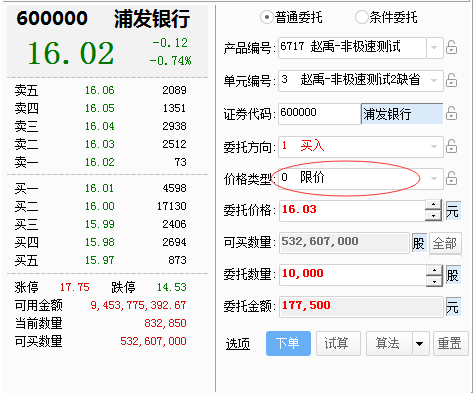 600000 浦发银行
16.02 -0.12
-0.74%
卖五 16.06 2089
卖四 16.05 1351
卖三 16.04 2938
卖二 16.03 2512
卖一 16.02 73
买一 16.01 4598
买二 16.00 17130
买三 15.99 2406
买四 15.98 2694
买五 15.97 873
涨停 17.75 跌停 14.53
可用金额 9,453,775,392.67
当前数量 832,850
可买数量 532,607,000
普通委托 条件委托
产品编号: 6717 赵禹-非极速测试
单元编号: 3 赵禹-非极速测试2缺省
证券代码: 600000 浦发银行
委托方向: 1 买入
价格类型: 0 限价
委托价格: 16.03 元
可买数量: 532,607,000 股 全部
委托数量: 10,000 股
委托金额: 177,500 元
选项 下单 试算 算法 重置